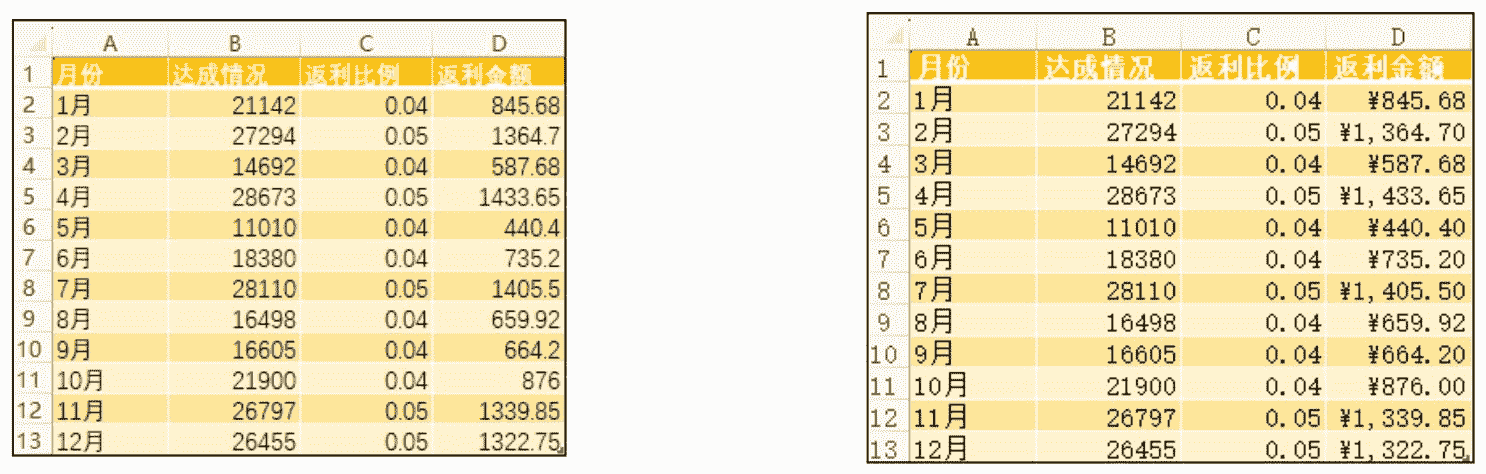 A B C D
1 月份 达成情况 返利比例 返利金额
2 1月 21142 0.04 845.68
3 2月 27294 0.05 1364.7
4 3月 14692 0.04 587.68
5 4月 28673 0.05 1433.65
6 5月 11010 0.04 440.4
7 6月 18380 0.04 735.2
8 7月 28110 0.05 1405.5
9 8月 16498 0.04 659.92
10 9月 16605 0.04 664.2
11 10月 21900 0.04 876
12 11月 26797 0.05 1339.85
13 12月 26455 0.05 1322.75
A B C D
1 月份 达成情况 返利比例 返利金额
2 1月 21142 0.04 ¥845.68
3 2月 27294 0.05 ¥1,364.70
4 3月 14692 0.04 ¥587.68
5 4月 28673 0.05 ¥1,433.65
6 5月 11010 0.04 ¥440.40
7 6月 18380 0.04 ¥735.20
8 7月 28110 0.05 ¥1,405.50
9 8月 16498 0.04 ¥659.92
10 9月 16605 0.04 ¥664.20
11 10月 21900 0.04 ¥876.00
12 11月 26797 0.05 ¥1,339.85
13 12月 26455 0.05 ¥1,322.75